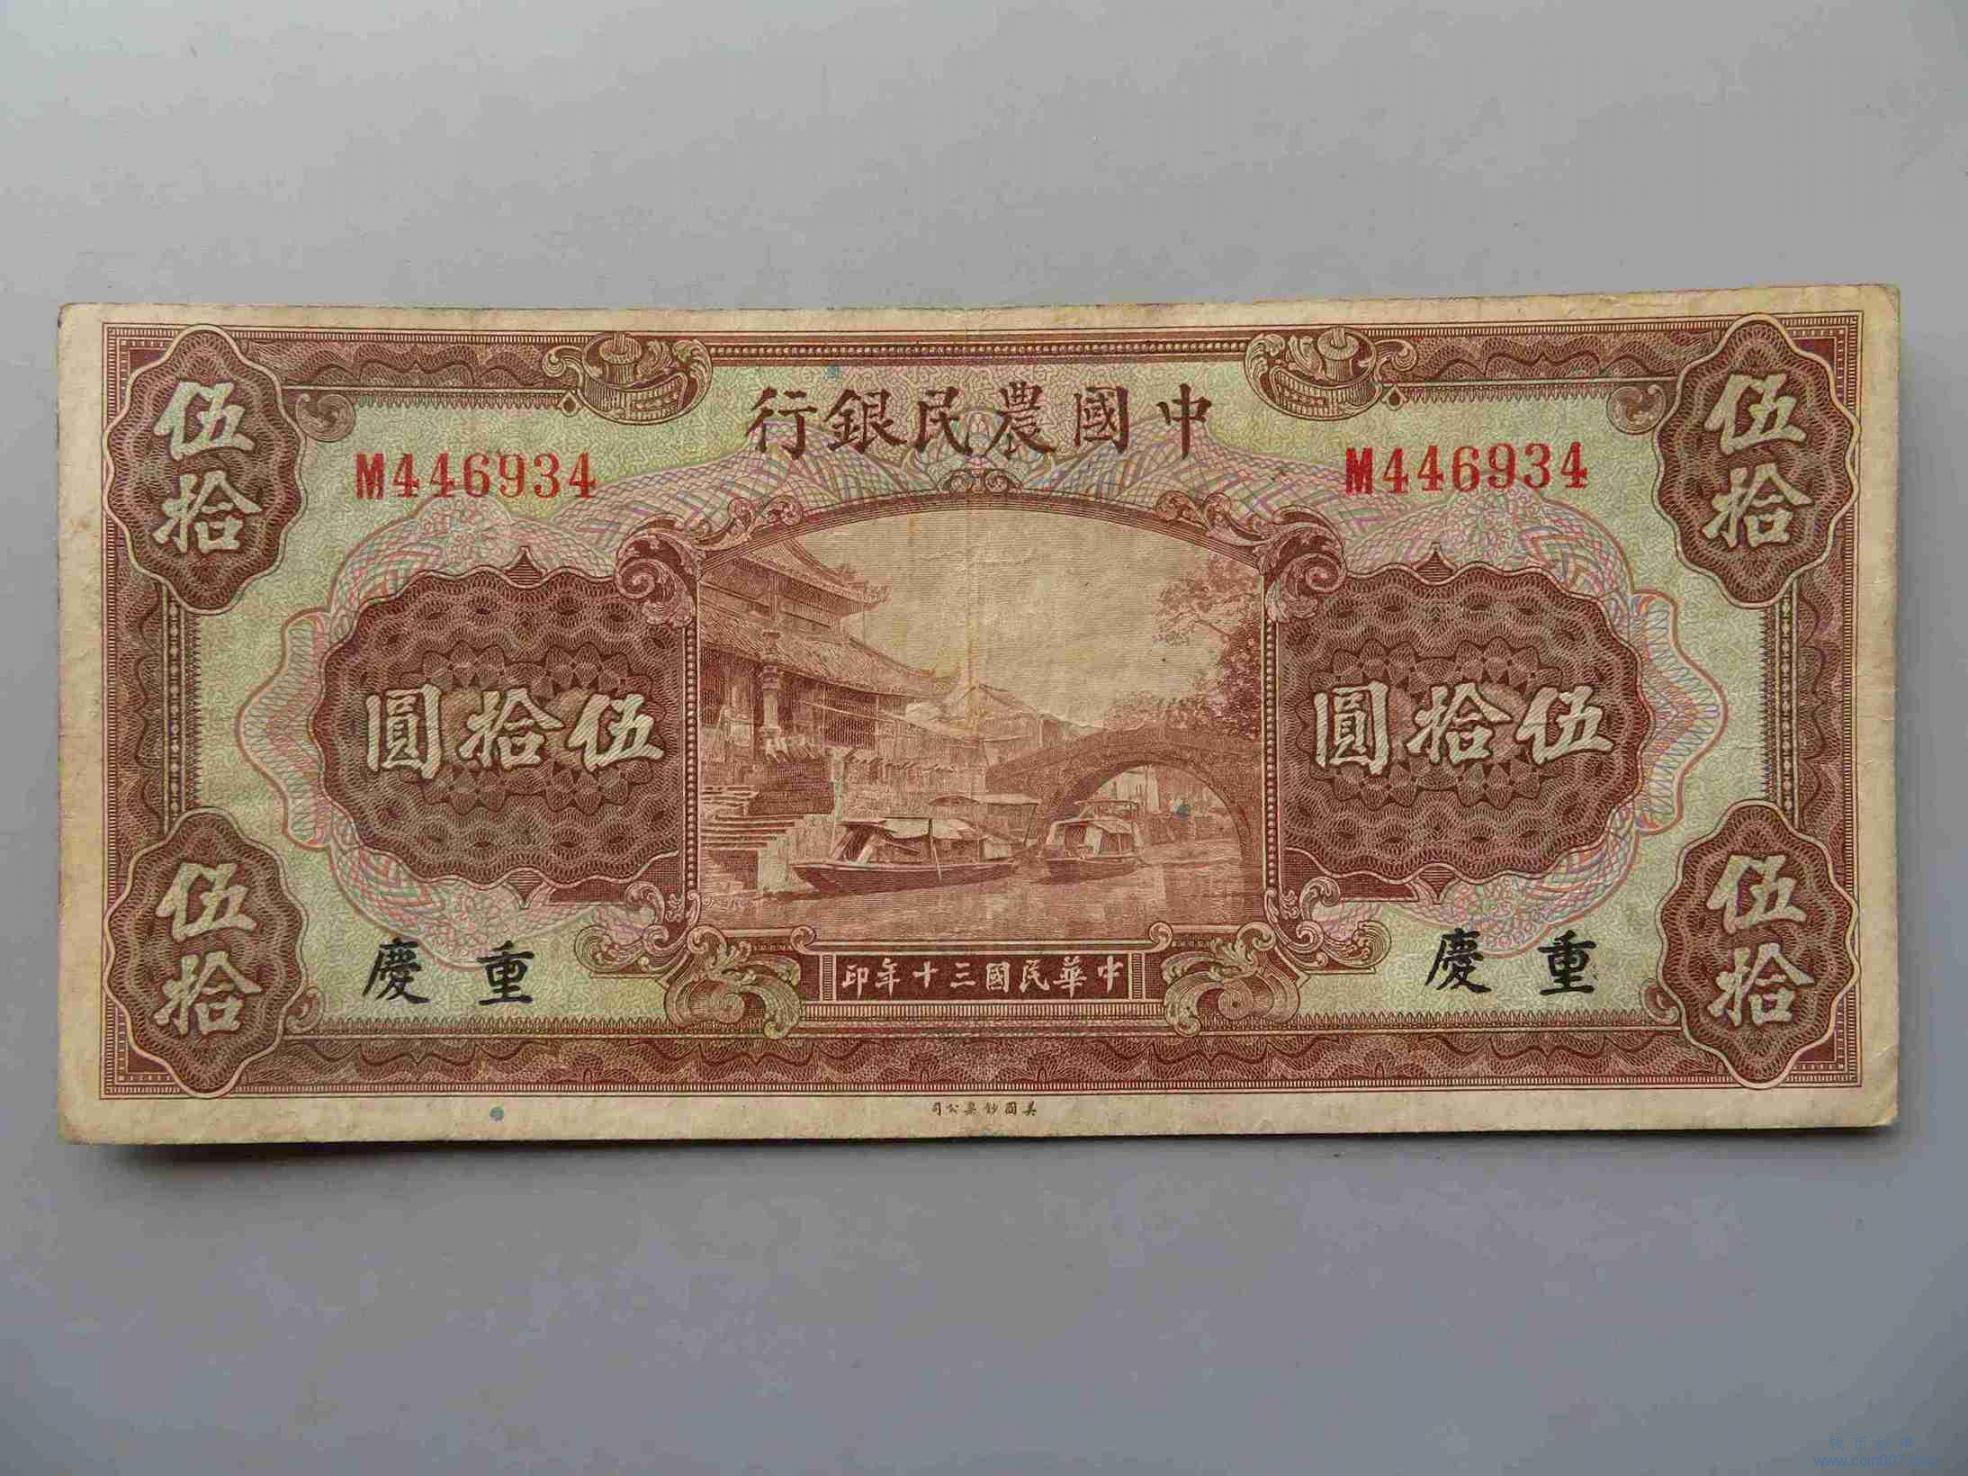 中國農民銀行
M446934
M446934
伍拾
伍拾
伍拾圓
伍拾圓
重慶
重慶
伍拾
伍拾
中華民國三十年印
美國鈔票公司